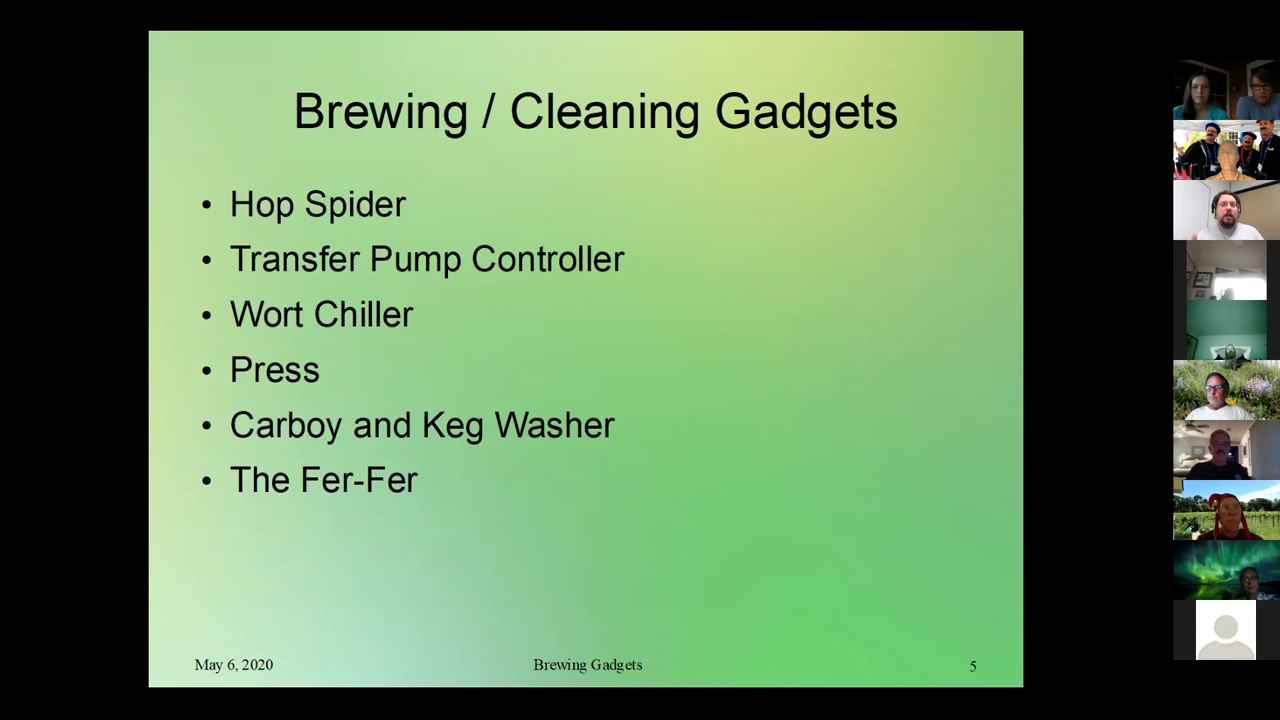 Brewing / Cleaning Gadgets
• Hop Spider
• Transfer Pump Controller
• Wort Chiller
• Press
• Carboy and Keg Washer
• The Fer-Fer
May 6, 2020
Brewing Gadgets
5